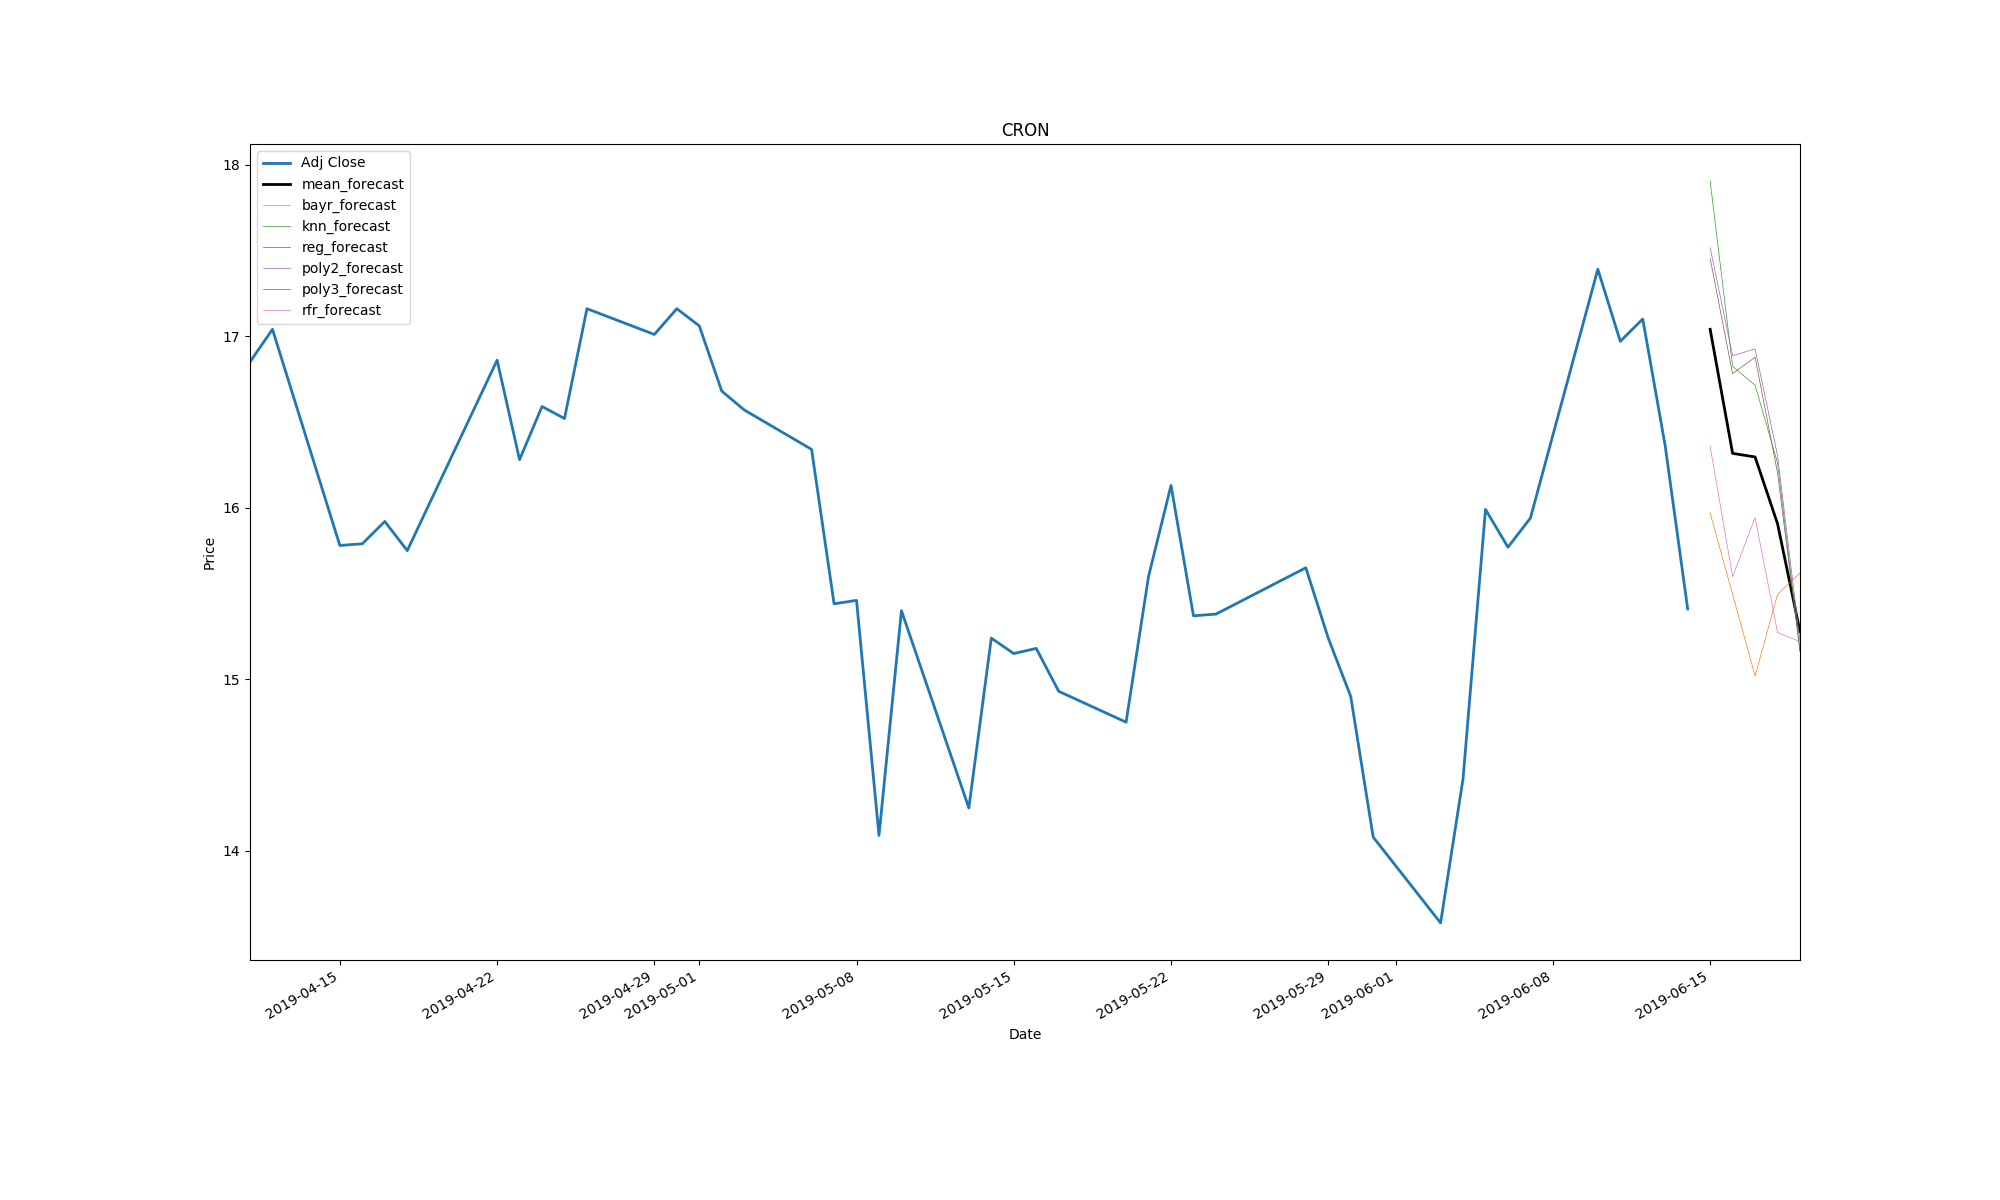 CRON
18
17
16
15
14
Price
Adj Close
mean_forecast
bayr_forecast
knn_forecast
reg_forecast
poly2_forecast
poly3_forecast
rfr_forecast
2019-04-15
2019-04-22
2019-04-29
2019-05-01
2019-05-08
2019-05-15
2019-05-22
2019-05-29
2019-06-01
2019-06-08
2019-06-15
Date